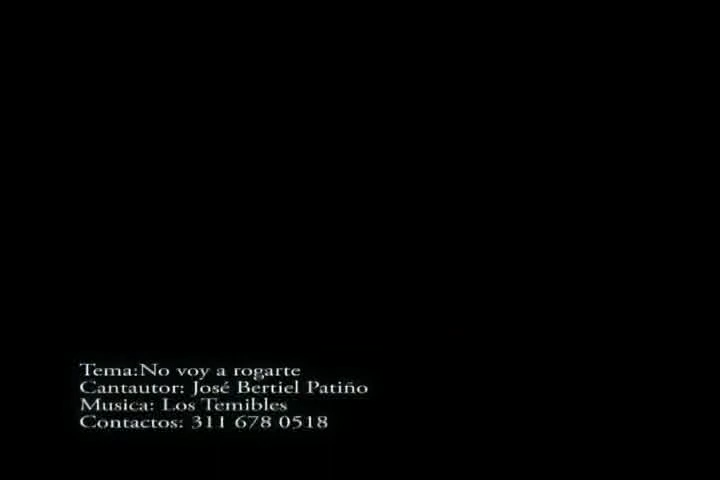 Tema:No voy a rogarte
Cantautor: José Bertiel Patiño
Musica: Los Temibles
Contactos: 311 678 0518